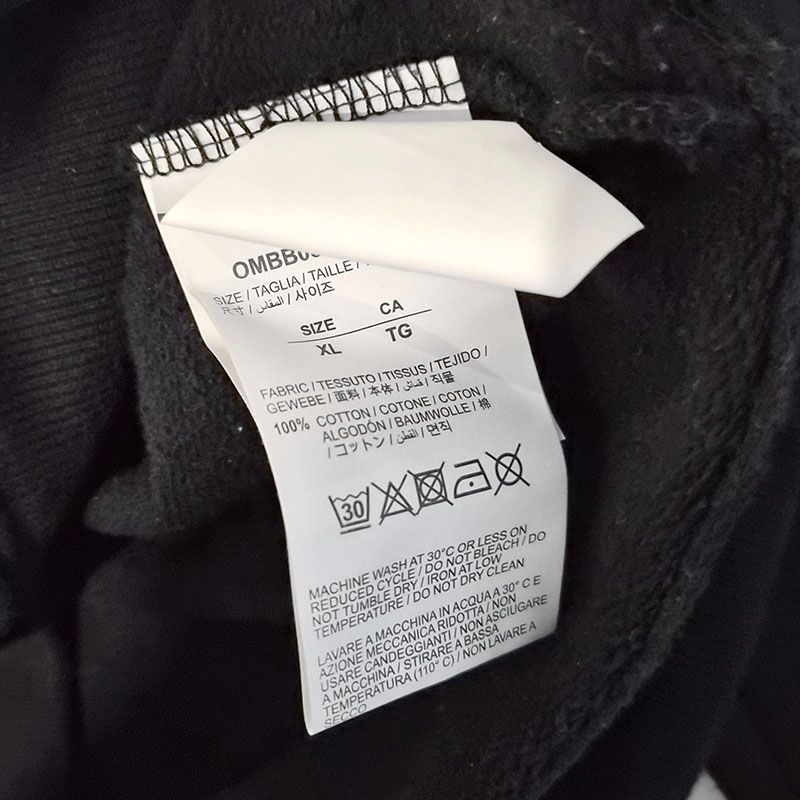 OMBB0
SIZE / TAGLIA / TAILLE /
尺寸 / المقاس / 사이즈
SIZE CA
XL TG
FABRIC / TESSUTO / TISSUS / TEJIDO /
GEWEBE / 面料 / 本体 / قماش / 직물
100% COTTON / COTONE / COTON /
ALGODÓN / BAUMWOLLE / 棉
/ コットン / القطن / 면직
30
MACHINE WASH AT 30°C OR LESS ON
REDUCED CYCLE / DO NOT BLEACH / DO
NOT TUMBLE DRY / IRON AT LOW
TEMPERATURE / DO NOT DRY CLEAN
LAVARE A MACCHINA IN ACQUA A 30° C E
AZIONE MECCANICA RIDOTTA / NON
USARE CANDEGGIANTI / NON ASCIUGARE
A MACCHINA / STIRARE A BASSA
TEMPERATURA (110° C) / NON LAVARE A
SECCO